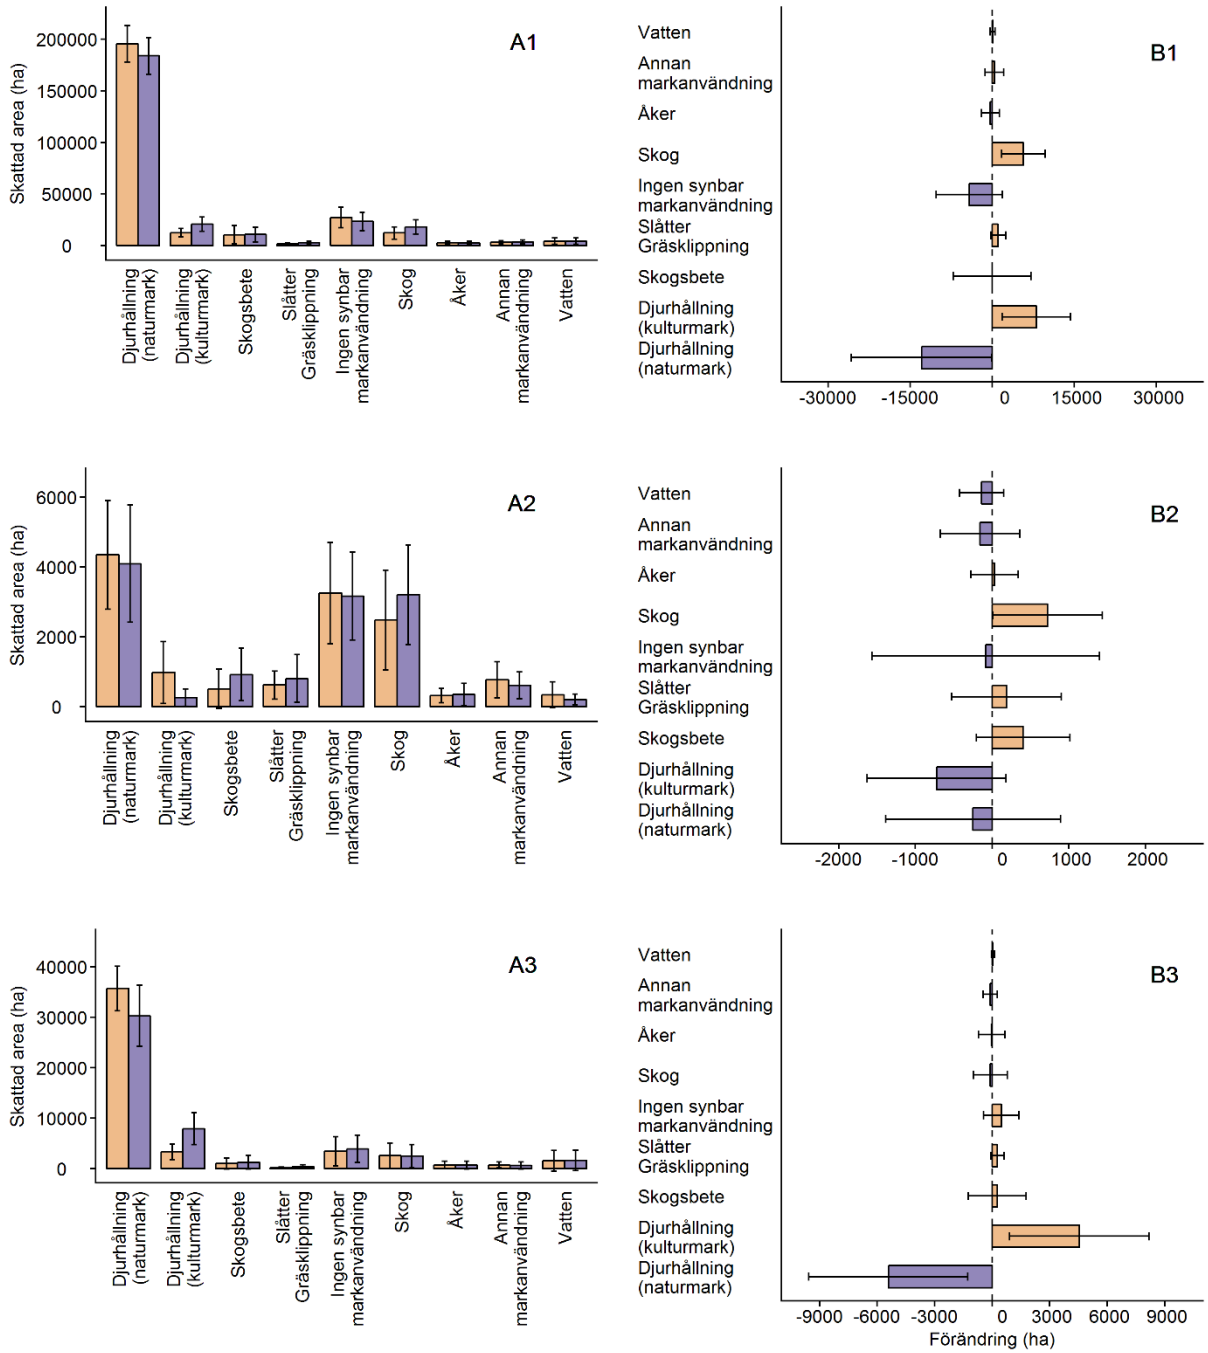 A1
Skattad area (ha)
200000
150000
100000
50000
0
Djurhållning
(naturmark)
Djurhållning
(kulturmark)
Skogsbete
Slåtter
Gräsklippning
Ingen synbar
markanvändning
Skog
Åker
Annan
markanvändning
Vatten
B1
Vatten
Annan
markanvändning
Åker
Skog
Ingen synbar
markanvändning
Slåtter
Gräsklippning
Skogsbete
Djurhållning
(kulturmark)
Djurhållning
(naturmark)
-30000 -15000 0 15000 30000
A2
Skattad area (ha)
6000
4000
2000
0
Djurhållning
(naturmark)
Djurhållning
(kulturmark)
Skogsbete
Slåtter
Gräsklippning
Ingen synbar
markanvändning
Skog
Åker
Annan
markanvändning
Vatten
B2
Vatten
Annan
markanvändning
Åker
Skog
Ingen synbar
markanvändning
Slåtter
Gräsklippning
Skogsbete
Djurhållning
(kulturmark)
Djurhållning
(naturmark)
-2000 -1000 0 1000 2000
A3
Skattad area (ha)
40000
30000
20000
10000
0
Djurhållning
(naturmark)
Djurhållning
(kulturmark)
Skogsbete
Slåtter
Gräsklippning
Ingen synbar
markanvändning
Skog
Åker
Annan
markanvändning
Vatten
B3
Vatten
Annan
markanvändning
Åker
Skog
Ingen synbar
markanvändning
Slåtter
Gräsklippning
Skogsbete
Djurhållning
(kulturmark)
Djurhållning
(naturmark)
-9000 -6000 -3000 0 3000 6000 9000
Förändring (ha)